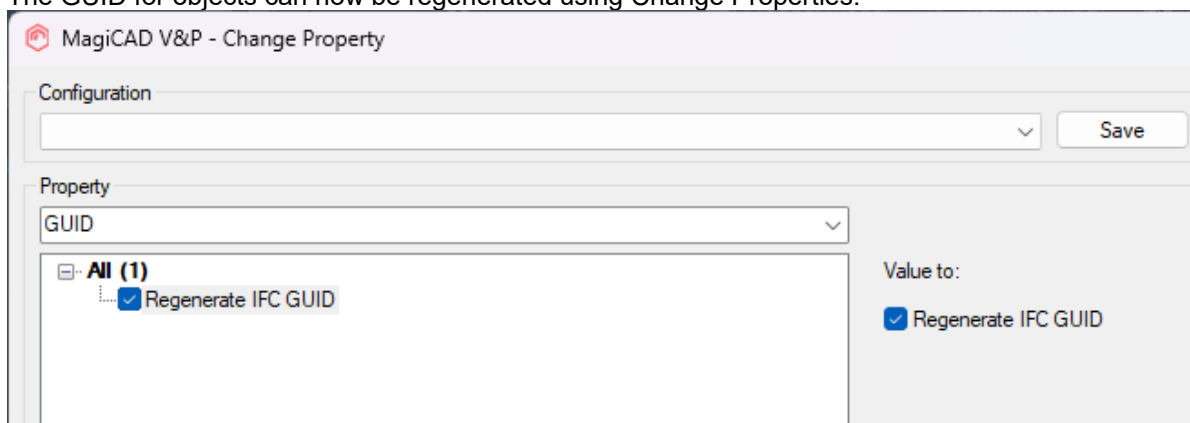 The GUID for objects can now be regenerated using Change Properties.
MagiCAD V&P - Change Property
Configuration
Save
Property
GUID
All (1)
Value to:
Regenerate IFC GUID
Regenerate IFC GUID